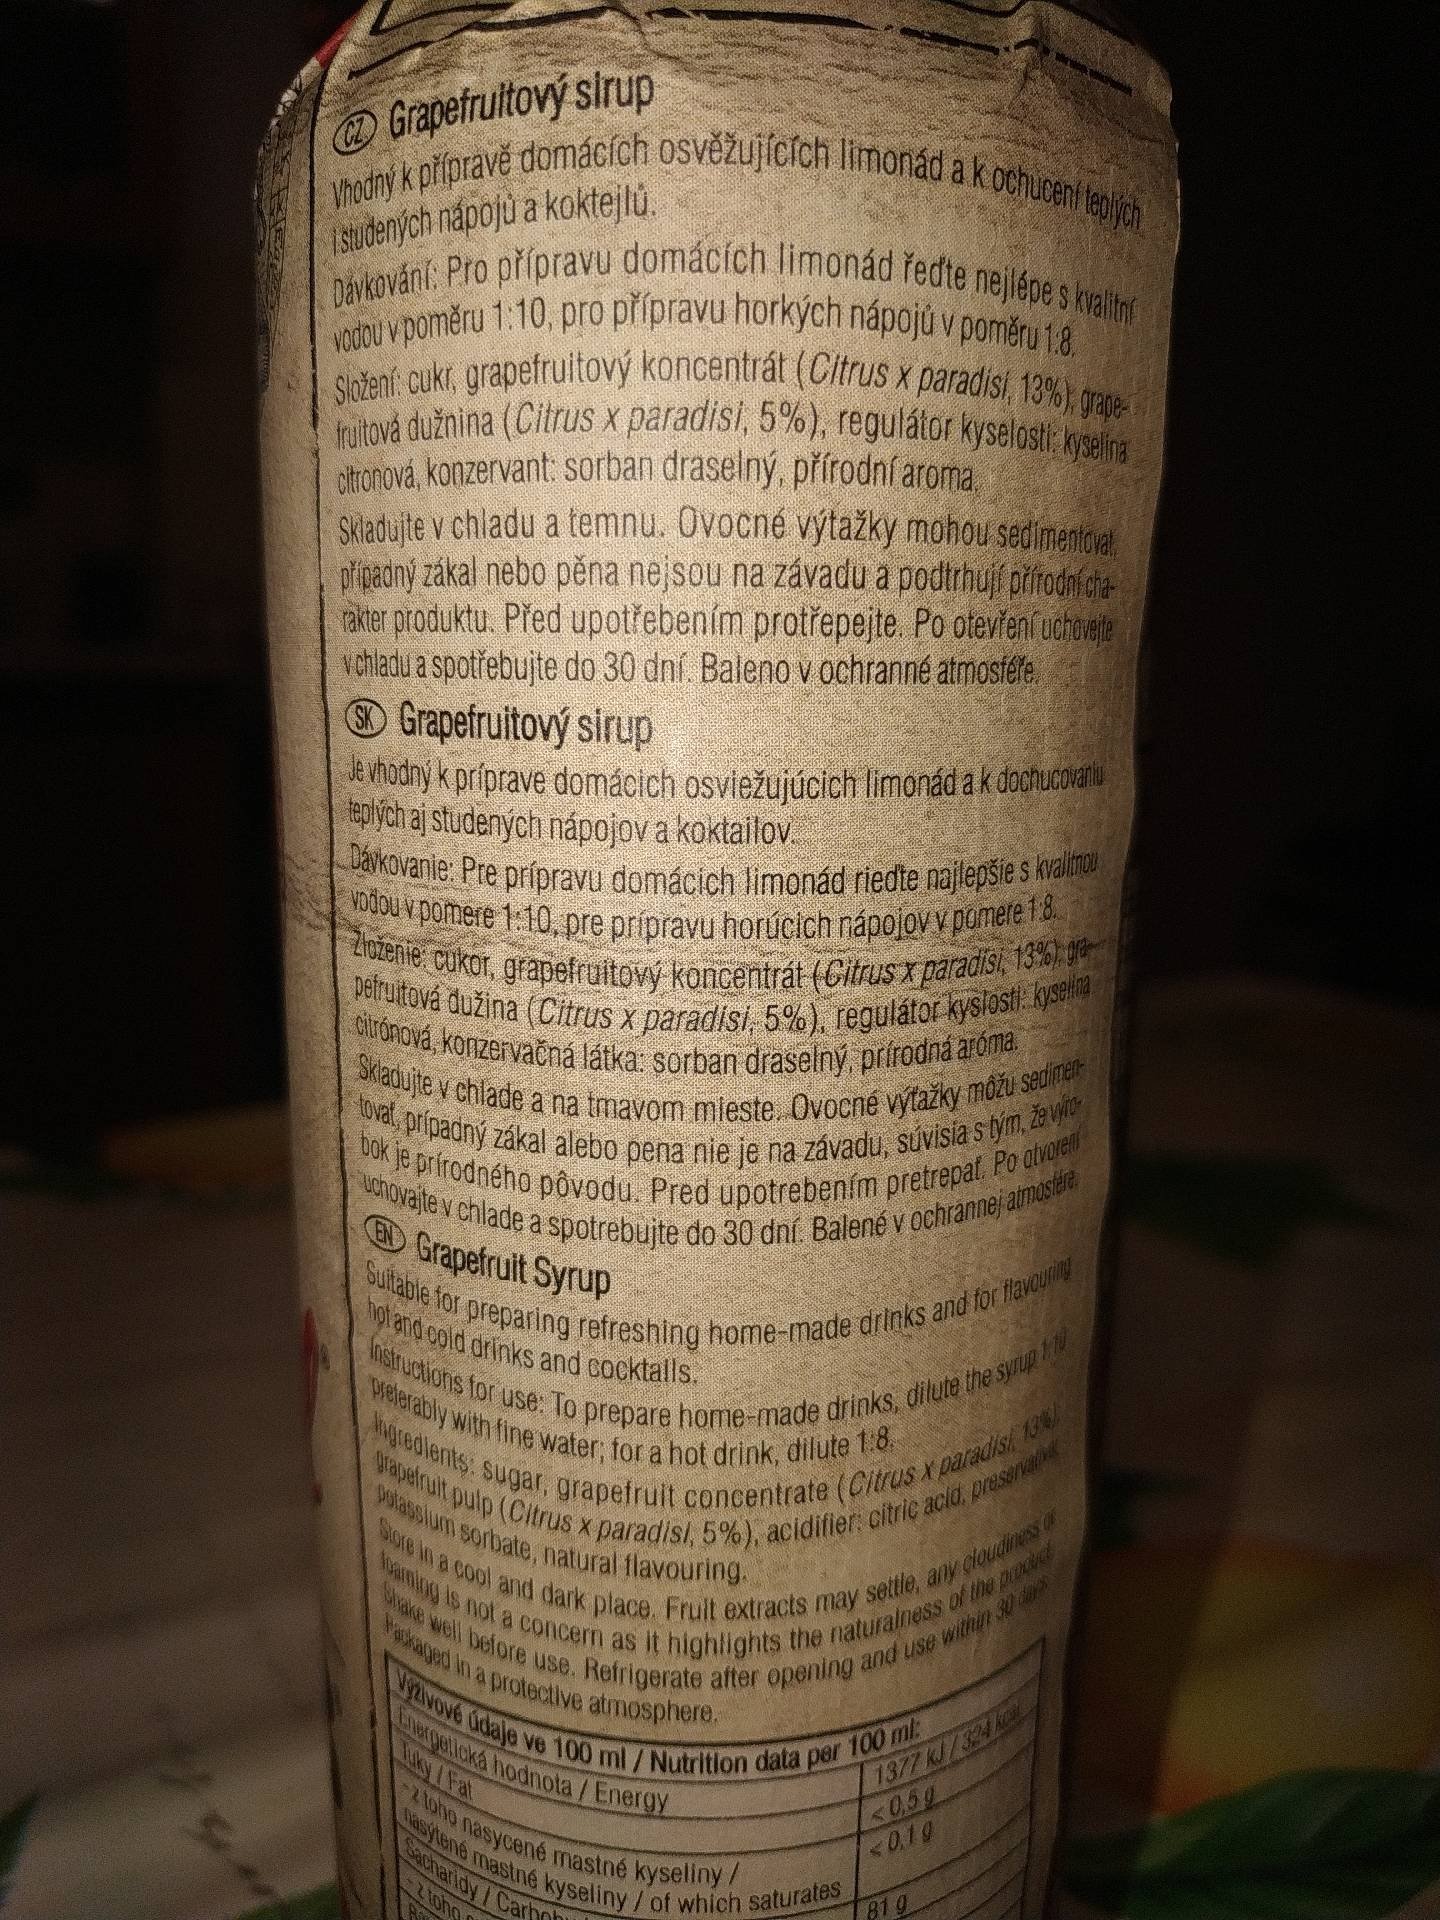 CZ Grapefruitový sirup
Vhodný k přípravě domácích osvěžujících limonád a k ochucení teplých
i studených nápojů a koktejlů.
Dávkování: Pro přípravu domácích limonád řeďte nejlépe s kvalitní
vodou v poměru 1:10, pro přípravu horkých nápojů v poměru 1:8.
Složení: cukr, grapefruitový koncentrát (Citrus x paradisi, 13%), grape-
fruitová dužnina (Citrus x paradisi, 5%), regulátor kyselosti: kyselina
citronová, konzervant: sorban draselný, přírodní aroma.
Skladujte v chladu a temnu. Ovocné výtažky mohou sedimentovat,
případný zákal nebo pěna nejsou na závadu a podtrhují přírodní cha-
rakter produktu. Před upotřebením protřepejte. Po otevření uchovejte
v chladu a spotřebujte do 30 dní. Baleno v ochranné atmosféře.
SK Grapefruitový sirup
Je vhodný k príprave domácich osviežujúcich limonád a k dochucovaniu
teplých aj studených nápojov a koktailov.
Dávkovanie: Pre prípravu domácich limonád rieďte najlepšie s kvalitnou
vodou v pomere 1:10, pre prípravu horúcich nápojov v pomere 1:8.
Zloženie: cukor, grapefruitový koncentrát (Citrus x paradisi, 13%), gra-
pefruitová dužina (Citrus x paradisi, 5%), regulátor kyslosti: kyselina
citrónová, konzervačná látka: sorban draselný, prírodná aróma.
Skladujte v chlade a na tmavom mieste. Ovocné výťažky môžu sedimen-
tovať, prípadný zákal alebo pena nie je na závadu, súvisia s tým, že výro-
bok je prírodného pôvodu. Pred upotrebením pretrepať. Po otvorení
uchovajte v chlade a spotrebujte do 30 dní. Balené v ochrannej atmosfére.
EN Grapefruit Syrup
Suitable for preparing refreshing home-made drinks and for flavouring
hot and cold drinks and cocktails.
Instructions for use: To prepare home-made drinks, dilute the syrup 1:10
preferably with fine water; for a hot drink, dilute 1:8.
Ingredients: sugar, grapefruit concentrate (Citrus x paradisi, 13%),
grapefruit pulp (Citrus x paradisi, 5%), acidifier: citric acid, preservative:
potassium sorbate, natural flavouring.
Store in a cool and dark place. Fruit extracts may settle, any cloudiness or
foaming is not a concern as it highlights the naturalness of the product.
Shake well before use. Refrigerate after opening and use within 30 days.
Packaged in a protective atmosphere.
Výživové údaje ve 100 ml / Nutrition data per 100 ml:
Energetická hodnota / Energy 1377 kJ / 324 kcal
Tuky / Fat <0,5 g
- z toho nasycené mastné kyseliny /
nasýtené mastné kyseliny / of which saturates <0,1 g
Sacharidy / 81 g
- z toho